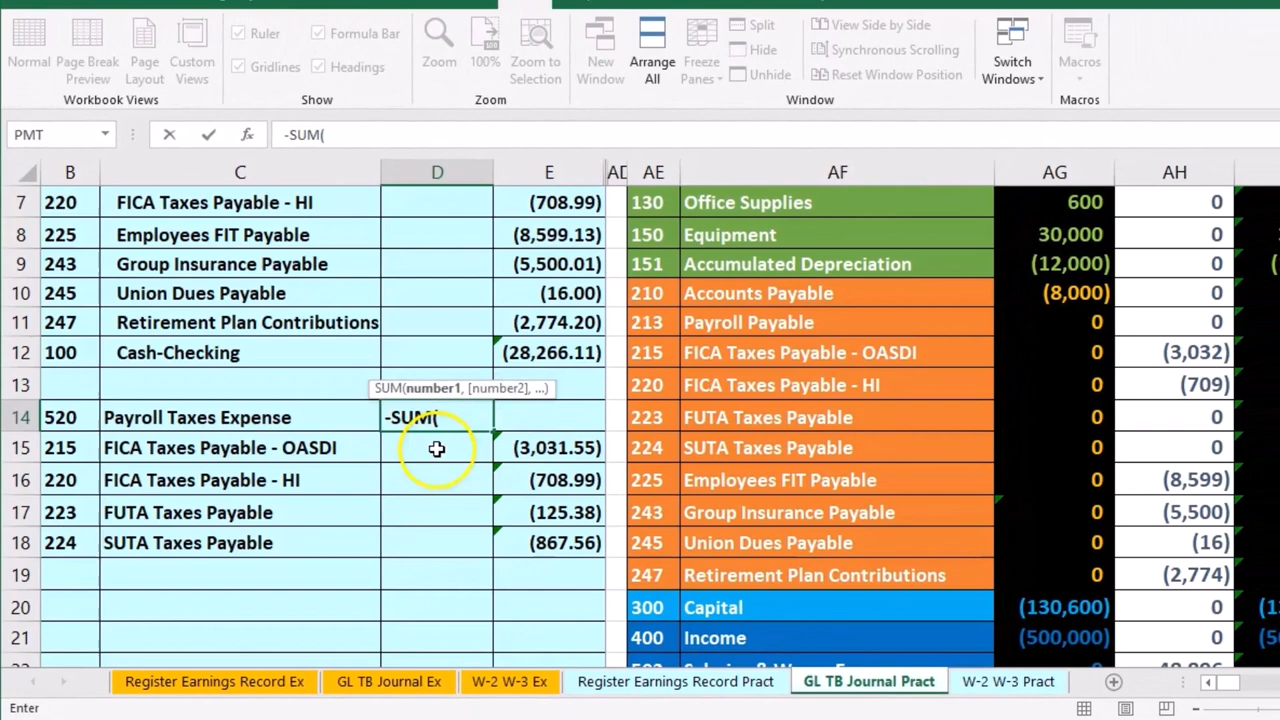 Normal
Page Break Preview
Page Layout
Custom Views
Ruler
Formula Bar
Gridlines
Headings
Zoom
100%
Zoom to Selection
New Window
Arrange All
Freeze Panes
Split
Hide
Unhide
View Side by Side
Synchronous Scrolling
Reset Window Position
Switch Windows
Macros
Workbook Views
Show
Zoom
Window
Macros
PMT
fx
-SUM(
B C D E AD AE AF AG AH
7 220 FICA Taxes Payable - HI (708.99) 130 Office Supplies 600 0
8 225 Employees FIT Payable (8,599.13) 150 Equipment 30,000 0
9 243 Group Insurance Payable (5,500.01) 151 Accumulated Depreciation (12,000) 0
10 245 Union Dues Payable (16.00) 210 Accounts Payable (8,000) 0
11 247 Retirement Plan Contributions (2,774.20) 213 Payroll Payable 0 0
12 100 Cash-Checking (28,266.11) 215 FICA Taxes Payable - OASDI 0 (3,032)
13 SUM(number1, [number2], ...) 220 FICA Taxes Payable - HI 0 (709)
14 520 Payroll Taxes Expense -SUM( 223 FUTA Taxes Payable 0 0
15 215 FICA Taxes Payable - OASDI (3,031.55) 224 SUTA Taxes Payable 0 0
16 220 FICA Taxes Payable - HI (708.99) 225 Employees FIT Payable 0 (8,599)
17 223 FUTA Taxes Payable (125.38) 243 Group Insurance Payable 0 (5,500)
18 224 SUTA Taxes Payable (867.56) 245 Union Dues Payable 0 (16)
19 247 Retirement Plan Contributions 0 (2,774)
20 300 Capital (130,600) 0
21 400 Income (500,000) 0
Register Earnings Record Ex
GL TB Journal Ex
W-2 W-3 Ex
Register Earnings Record Pract
GL TB Journal Pract
W-2 W-3 Pract
Enter